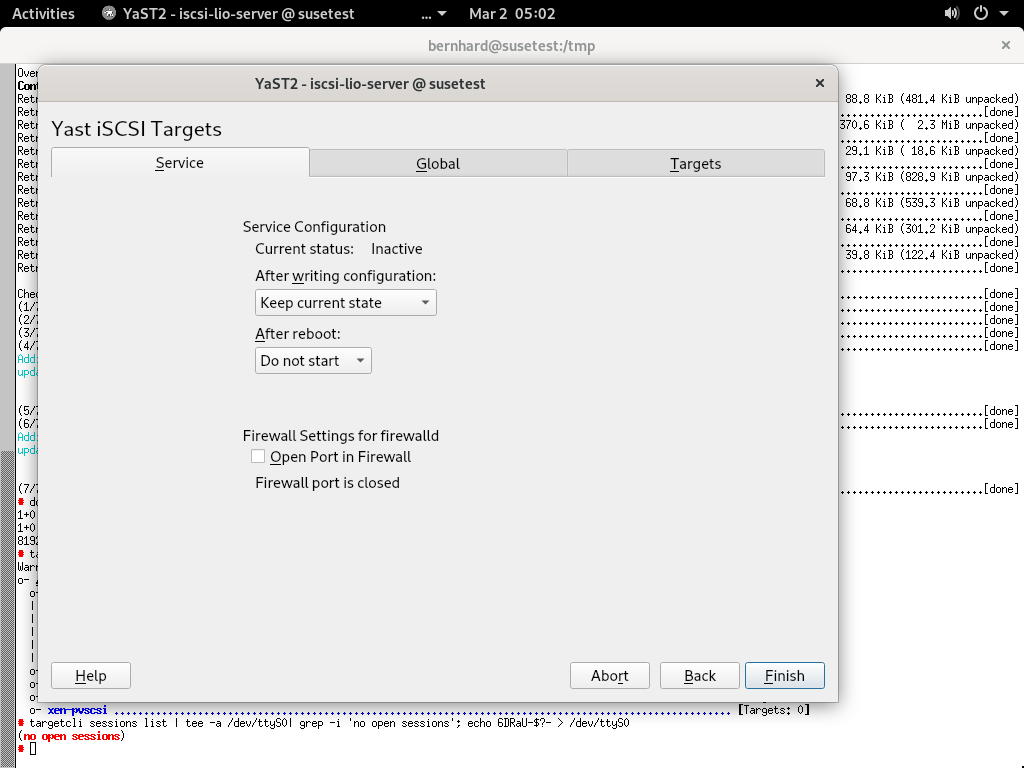 Activities YaST2 - iscsi-lio-server @ susetest ... Mar 2 05:02
bernhard@susetest:/tmp ×
Over
YaST2 - iscsi-lio-server @ susetest ×
Cont
Retr 88.8 KiB (481.4 KiB unpacked)
Retr [done]
Yast iSCSI Targets
Retr 370.6 KiB ( 2.3 MiB unpacked)
Retr [done]
Retr 29.1 KiB ( 18.6 KiB unpacked)
Service Global Targets
Retr [done]
Retr 97.3 KiB (828.9 KiB unpacked)
Retr [done]
Retr 68.8 KiB (539.3 KiB unpacked)
Retr [done]
Service Configuration
Retr 64.4 KiB (301.2 KiB unpacked)
Retr [done]
Current status: Inactive
Retr 39.8 KiB (122.4 KiB unpacked)
Retr [done]
After writing configuration:
Chec [done]
Keep current state
(1/7 [done]
(2/7 [done]
(3/7 [done]
After reboot:
(4/7 [done]
Addi
Do not start
upda
(5/7 [done]
(6/7 [done]
Addi
Firewall Settings for firewalld
upda
Open Port in Firewall
Firewall port is closed
(7/7 [done]
# d
1+0
1+0
8192
# ta
Warn
o-
Help Abort Back Finish
o- xen-pvscsi [Targets: 0]
# targetcli sessions list | tee -a /dev/ttyS0| grep -i 'no open sessions'; echo 6DRaU-$?- > /dev/ttyS0
(no open sessions)
#